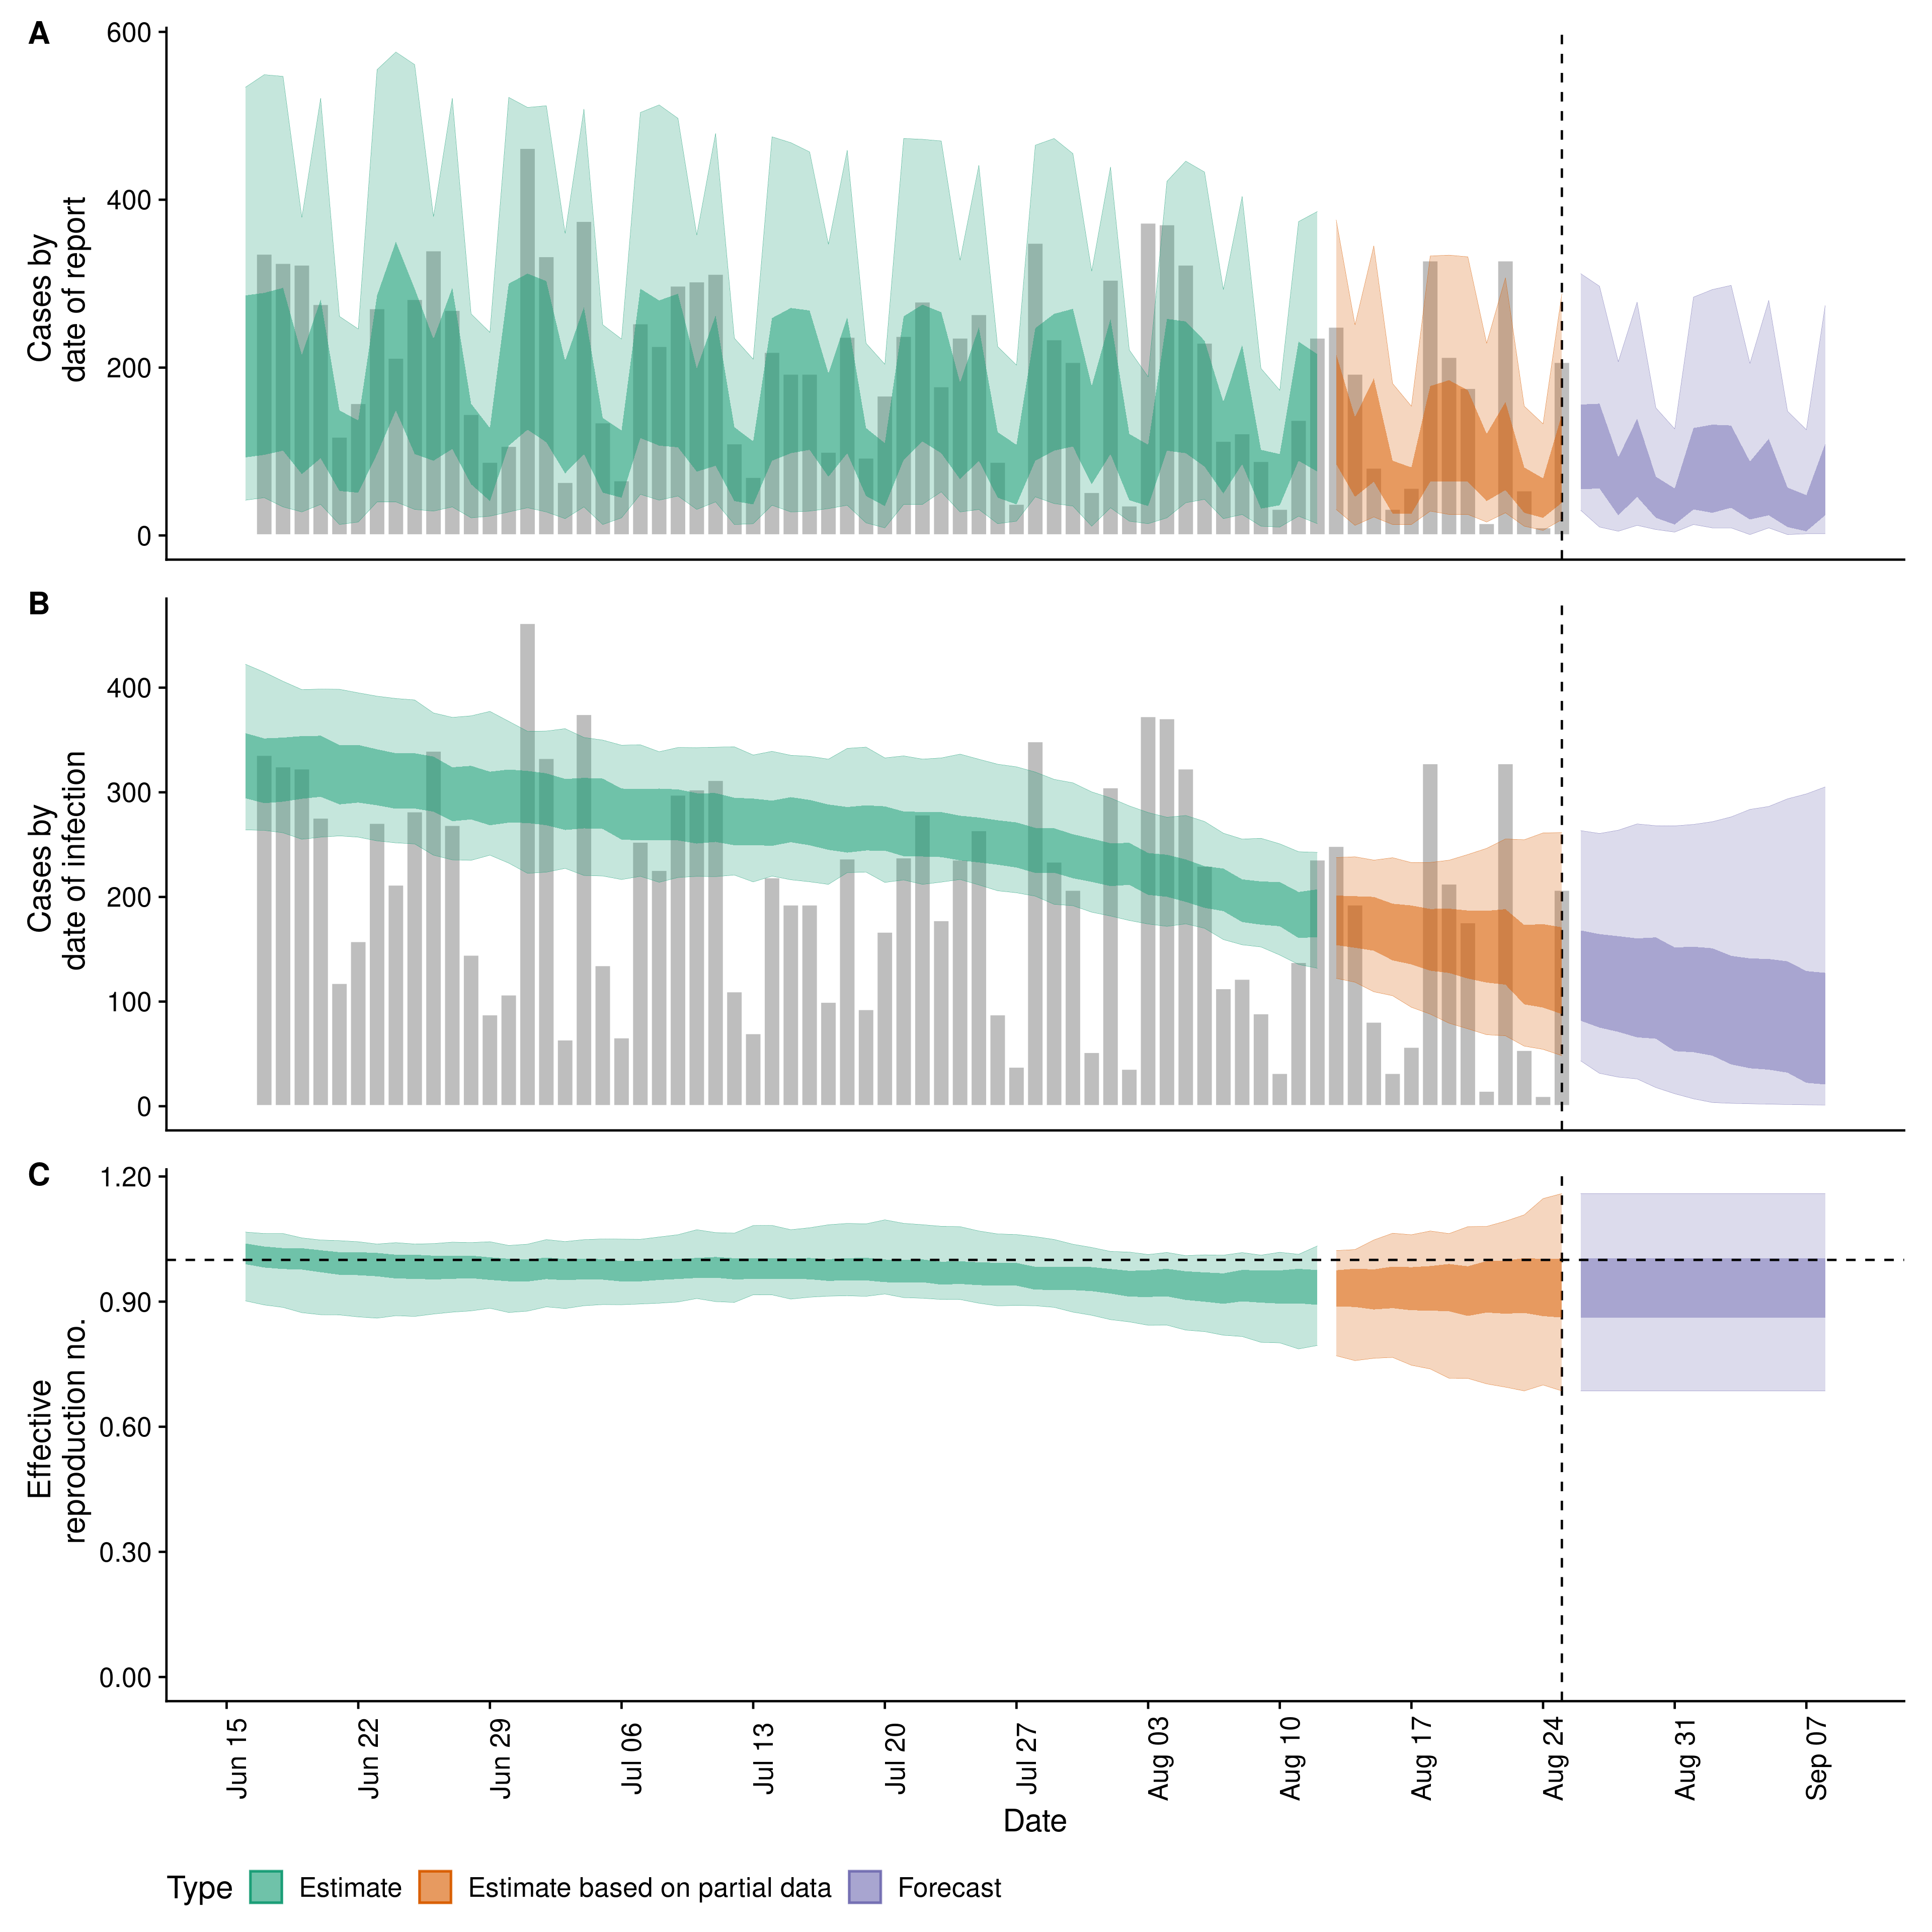 A
Cases by
date of report
600
400
200
0
B
Cases by
date of infection
400
300
200
100
0
C
Effective
reproduction no.
1.20
0.90
0.60
0.30
0.00
Jun 15
Jun 22
Jun 29
Jul 06
Jul 13
Jul 20
Jul 27
Aug 03
Aug 10
Aug 17
Aug 24
Aug 31
Sep 07
Date
Type Estimate Estimate based on partial data Forecast